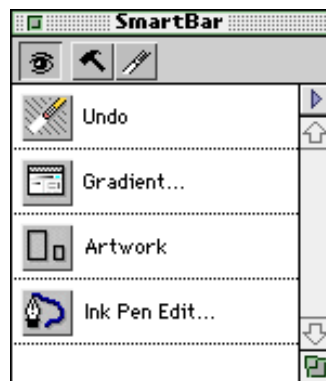 SmartBar
Undo
Gradient...
Artwork
Ink Pen Edit...